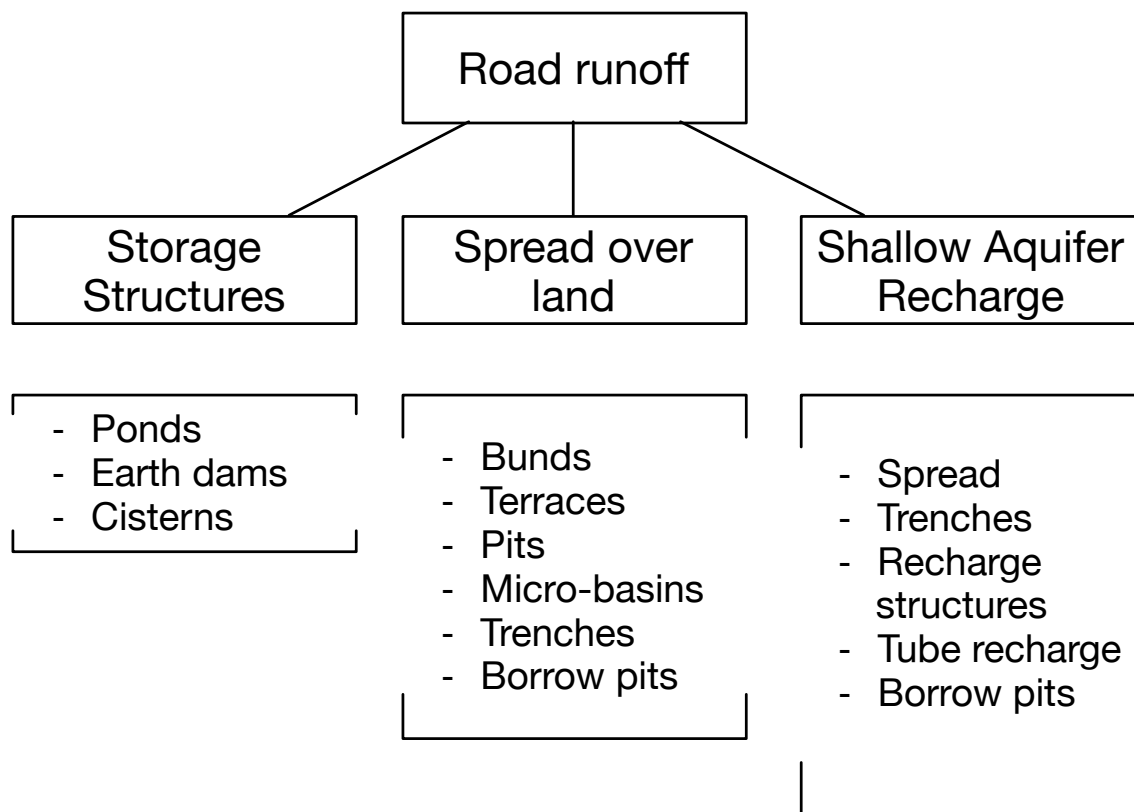 Road runoff
Storage
Structures
Spread over
land
Shallow Aquifer
Recharge
- Ponds
- Earth dams
- Cisterns
- Bunds
- Terraces
- Pits
- Micro-basins
- Trenches
- Borrow pits
- Spread
- Trenches
- Recharge
structures
- Tube recharge
- Borrow pits